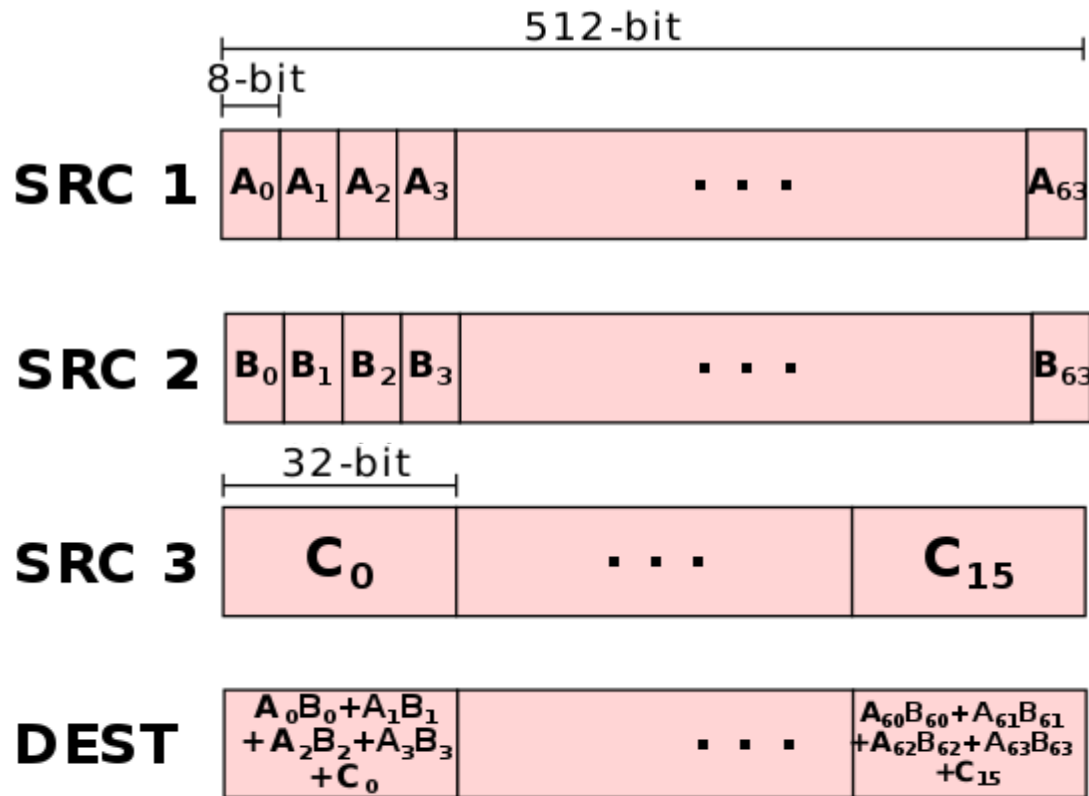 512-bit
8-bit
SRC 1 A₀ A₁ A₂ A₃ ... A₆₃
SRC 2 B₀ B₁ B₂ B₃ ... B₆₃
32-bit
SRC 3 C₀ ... C₁₅
DEST
A₀B₀+A₁B₁
+A₂B₂+A₃B₃
+C₀
...
A₆₀B₆₀+A₆₁B₆₁
+A₆₂B₆₂+A₆₃B₆₃
+C₁₅